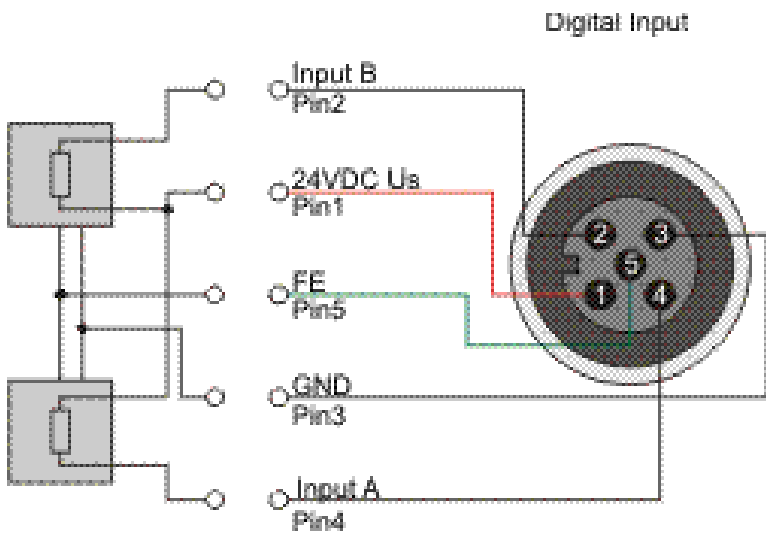 Digital Input
Input B
Pin2
24VDC Us
Pin1
FE
Pin5
GND
Pin3
Input A
Pin4
2
3
5
1
4